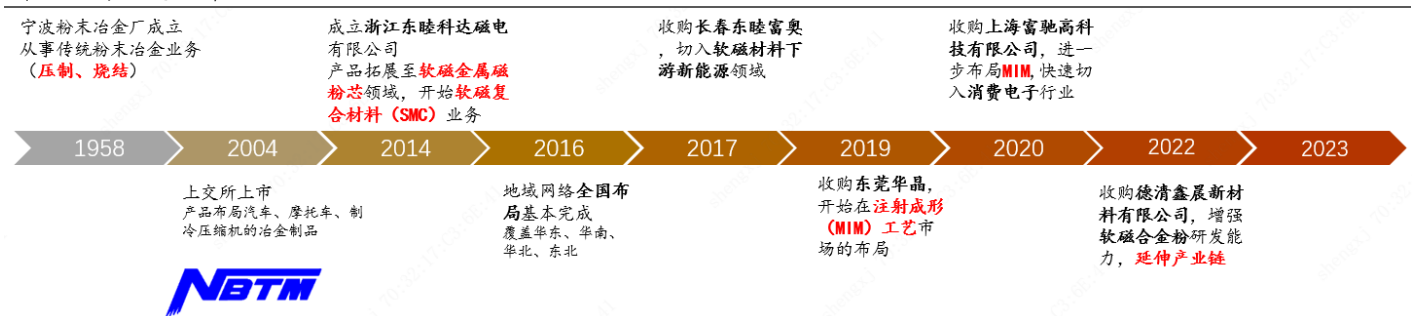 宁波粉末冶金厂成立
从事传统粉末冶金业务
（压制、烧结）
成立浙江东睦科达磁电
有限公司
产品拓展至软磁金属磁
粉芯领域，开始软磁复
合材料（SMC）业务
收购长春东睦富奥
，切入软磁材料下
游新能源领域
收购上海富驰高科
技有限公司，进一
步布局MIM,快速切
入消费电子行业
1958
2004
2014
2016
2017
2019
2020
2022
2023
上交所上市
产品布局汽车、摩托车、制
冷压缩机的冶金制品
NBTM
地域网络全国布
局基本完成
覆盖华东、华南、
华北、东北
收购东莞华晶，
开始在注射成形
（MIM）工艺市
场的布局
收购德清鑫晨新材
料有限公司，增强
软磁合金粉研发能
力，延伸产业链